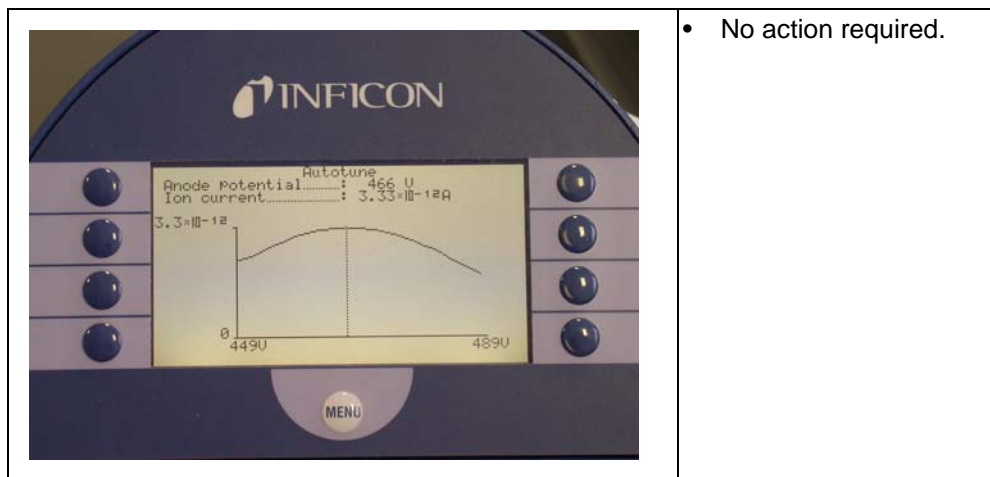 • No action required.
INFICON
Autotune
Anode potential......: 466 V
Ion current..............: 3.33×10-12A
3.3×10-12
0
449V
489V
MENU